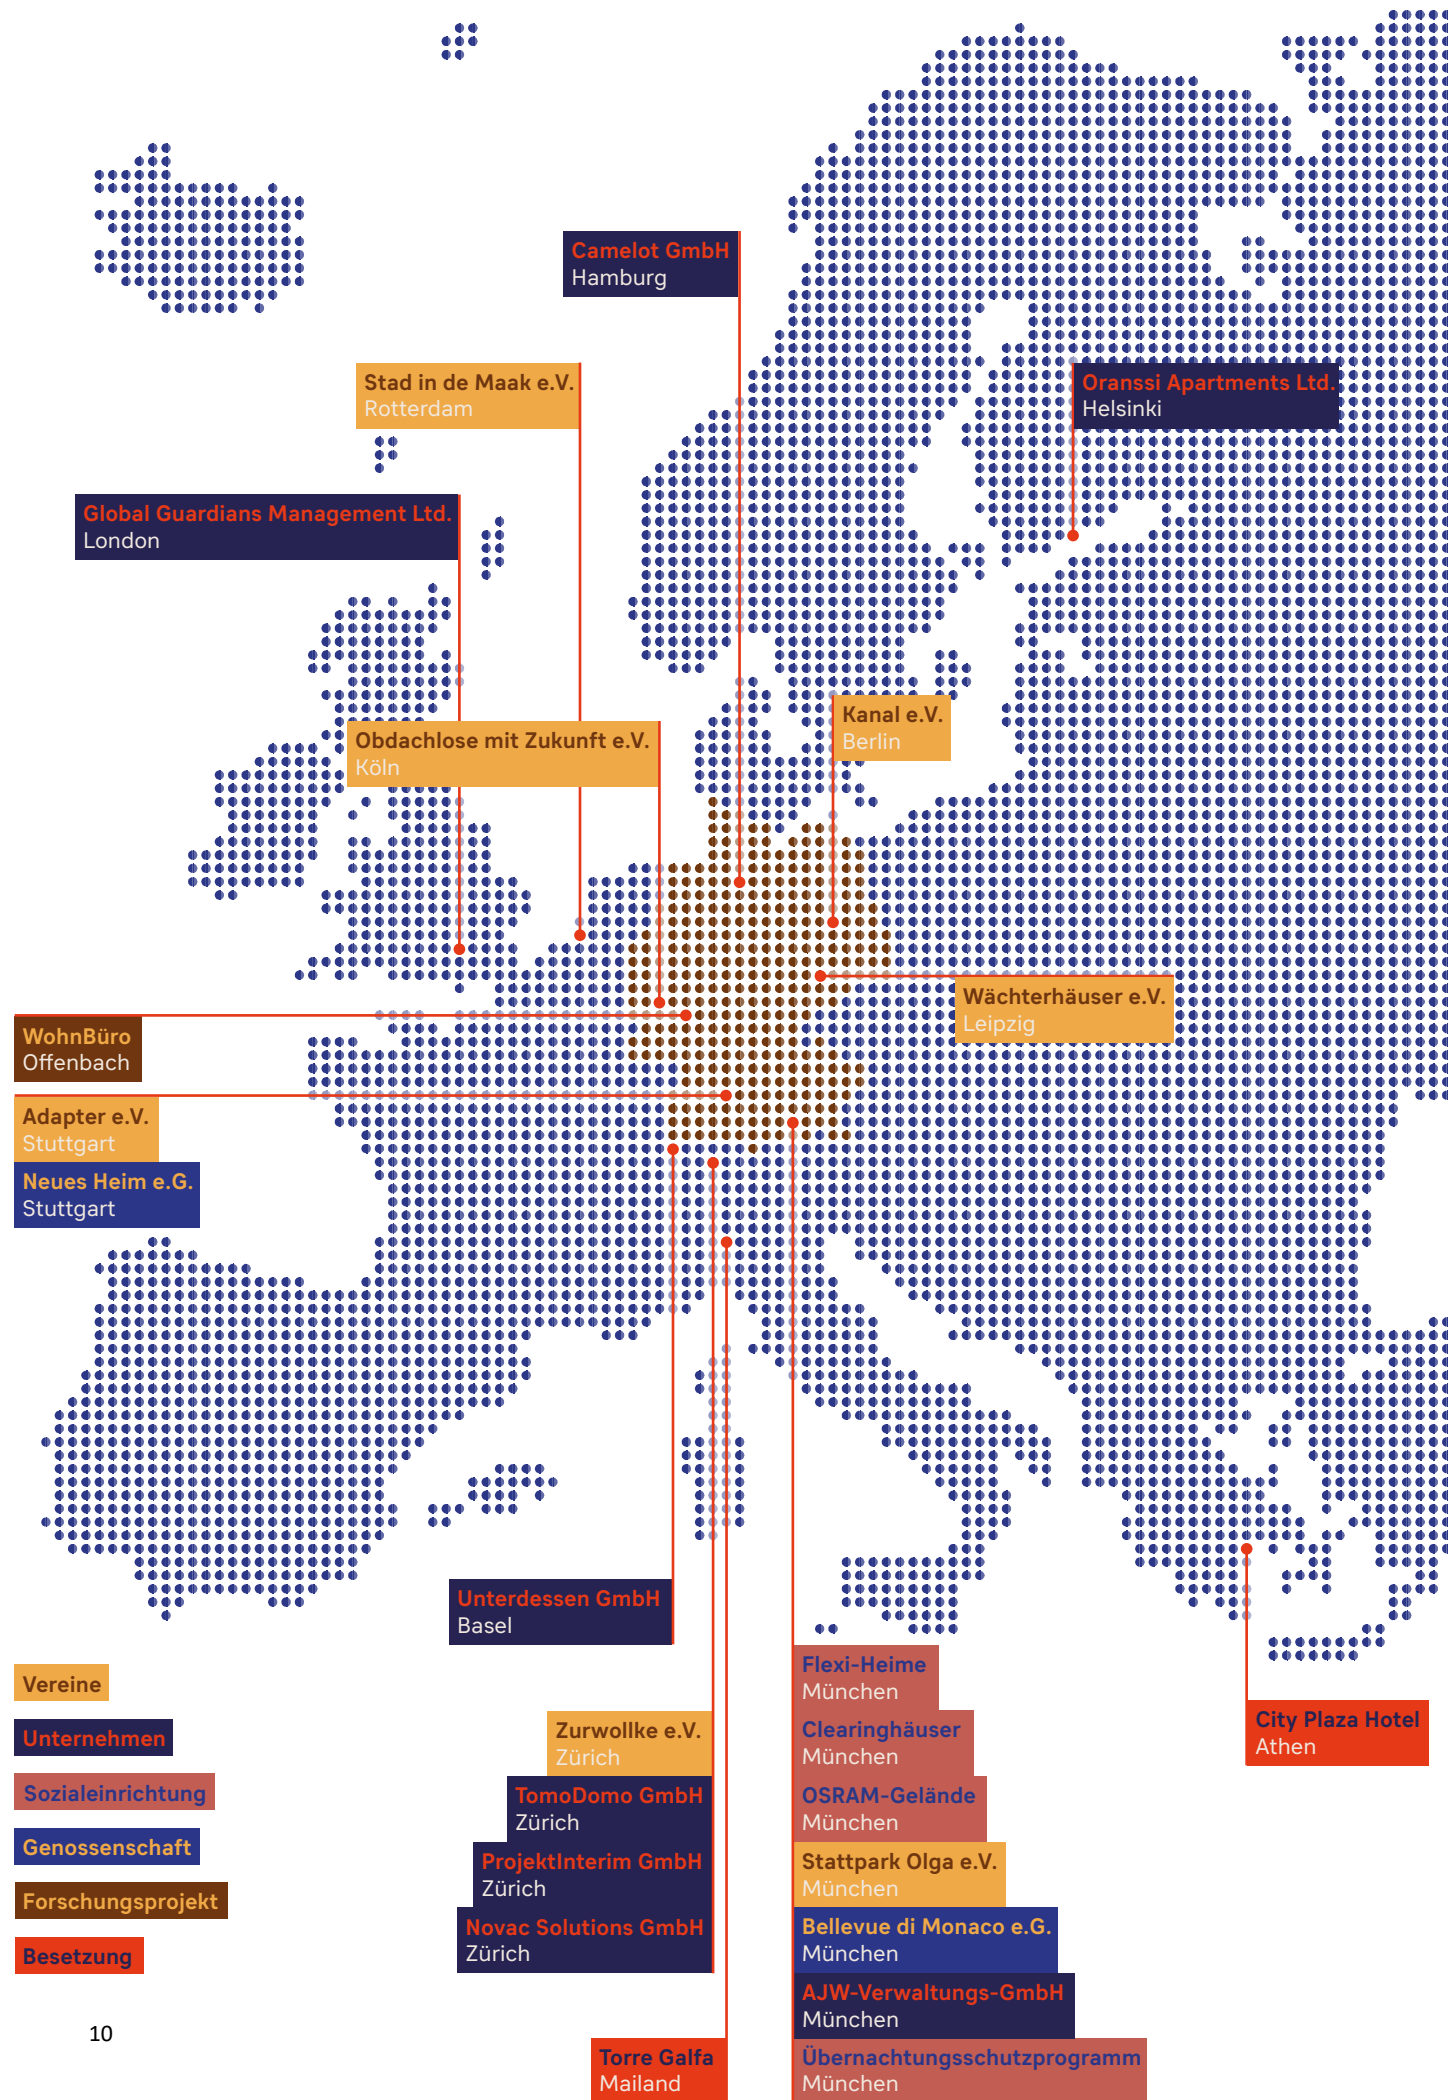 Camelot GmbH
Hamburg
Stad in de Maak e.V.
Rotterdam
Oranssi Apartments Ltd.
Helsinki
Global Guardians Management Ltd.
London
Kanal e.V.
Berlin
Obdachlose mit Zukunft e.V.
Köln
Wächterhäuser e.V.
Leipzig
WohnBüro
Offenbach
Adapter e.V.
Stuttgart
Neues Heim e.G.
Stuttgart
Unterdessen GmbH
Basel
Vereine
Unternehmen
Sozialeinrichtung
Genossenschaft
Forschungsprojekt
Besetzung
Zurwollke e.V.
Zürich
TomoDomo GmbH
Zürich
ProjektInterim GmbH
Zürich
Novac Solutions GmbH
Zürich
Torre Galfa
Mailand
Flexi-Heime
München
Clearinghäuser
München
OSRAM-Gelände
München
Stattpark Olga e.V.
München
Bellevue di Monaco e.G.
München
AJW-Verwaltungs-GmbH
München
Übernachtungsschutzprogramm
München
City Plaza Hotel
Athen
10